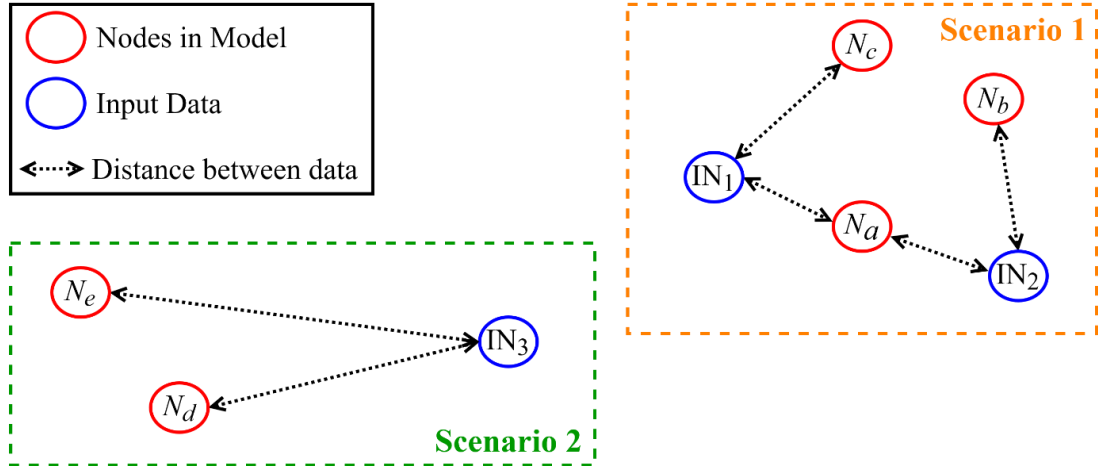 Nodes in Model
Input Data
Distance between data
Scenario 1
N_c
N_b
IN_1
N_a
IN_2
N_e
IN_3
N_d
Scenario 2